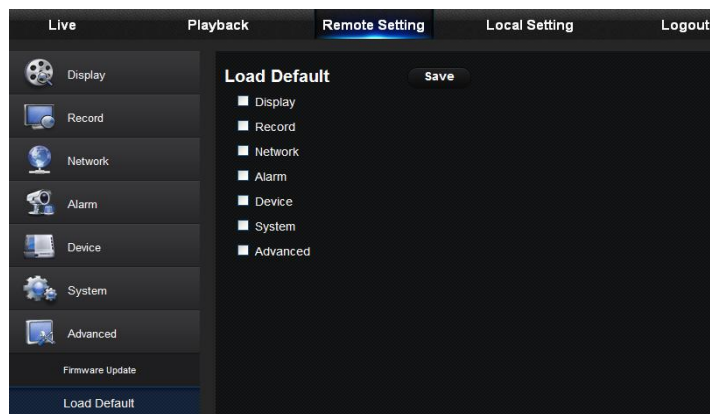 Live Playback Remote Setting Local Setting Logout
Display
Record
Network
Alarm
Device
System
Advanced
Firmware Update
Load Default
Load Default Save
Display
Record
Network
Alarm
Device
System
Advanced